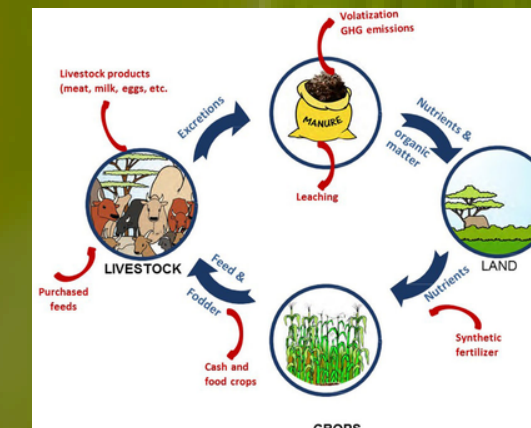 Volatization
GHG emissions
Livestock products
(meat, milk, eggs, etc.
Excretions
MANURE
Nutrients &
organic
matter
Leaching
LIVESTOCK
LAND
Feed &
Fodder
Nutrients
Purchased
feeds
Synthetic
fertilizer
Cash and
food crops
CROPS